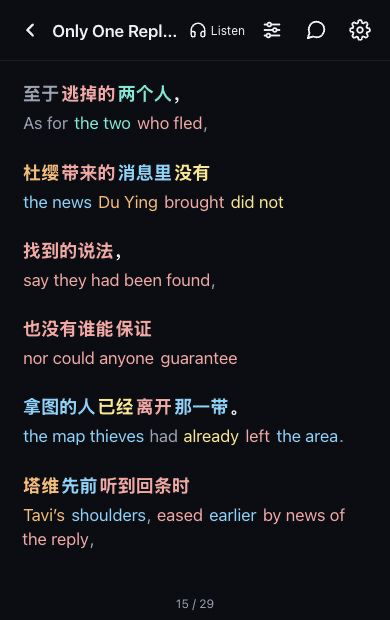 Only One Repl... Listen
至于逃掉的两个人，
As for the two who fled,
杜缨带来的消息里没有
the news Du Ying brought did not
找到的说法，
say they had been found,
也没有谁能保证
nor could anyone guarantee
拿图的人已经离开那一带。
the map thieves had already left the area.
塔维先前听到回条时
Tavi's shoulders, eased earlier by news of
the reply,
15 / 29